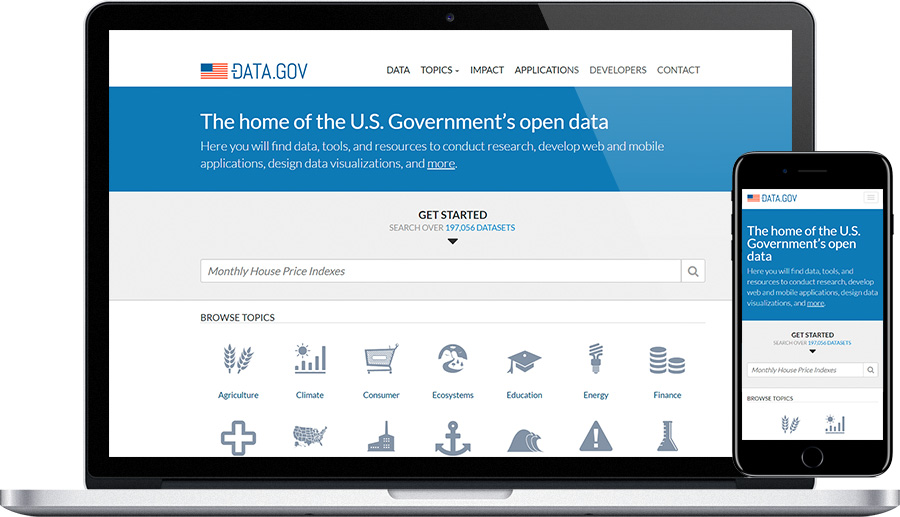 DATA.GOV
DATA TOPICS IMPACT APPLICATIONS DEVELOPERS CONTACT
The home of the U.S. Government's open data
Here you will find data, tools, and resources to conduct research, develop web and mobile
applications, design data visualizations, and more.
GET STARTED
SEARCH OVER 197,056 DATASETS
Monthly House Price Indexes
BROWSE TOPICS
Agriculture Climate Consumer Ecosystems Education Energy Finance
DATA.GOV
The home of the U.S.
Government's open
data
Here you will find data, tools, and
resources to conduct research, develop
web and mobile applications, design data
visualizations, and more.
GET STARTED
SEARCH OVER 197,056 DATASETS
Monthly House Price Indexes
BROWSE TOPICS